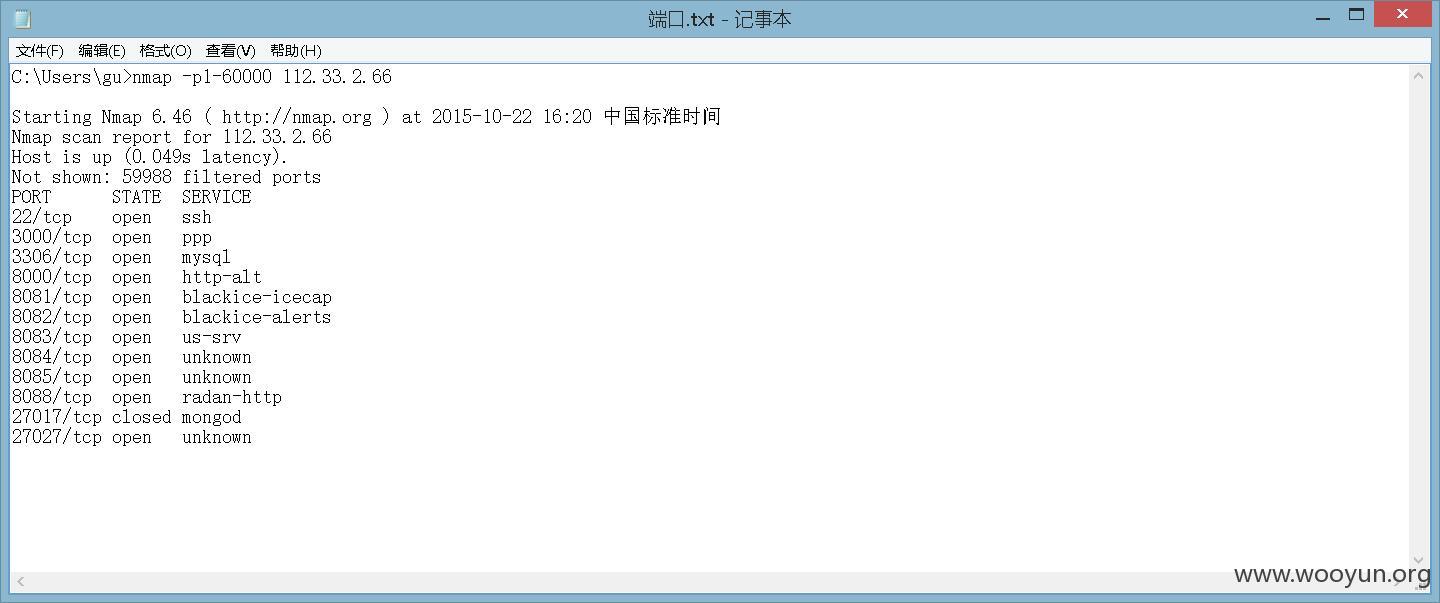 端口.txt - 记事本
文件(F) 编辑(E) 格式(O) 查看(V) 帮助(H)
C:\Users\gu>nmap -p1-60000 112.33.2.66
Starting Nmap 6.46 ( http://nmap.org ) at 2015-10-22 16:20 中国标准时间
Nmap scan report for 112.33.2.66
Host is up (0.049s latency).
Not shown: 59988 filtered ports
PORT STATE SERVICE
22/tcp open ssh
3000/tcp open ppp
3306/tcp open mysql
8000/tcp open http-alt
8081/tcp open blackice-icecap
8082/tcp open blackice-alerts
8083/tcp open us-srv
8084/tcp open unknown
8085/tcp open unknown
8088/tcp open radan-http
27017/tcp closed mongod
27027/tcp open unknown
www.wooyun.org